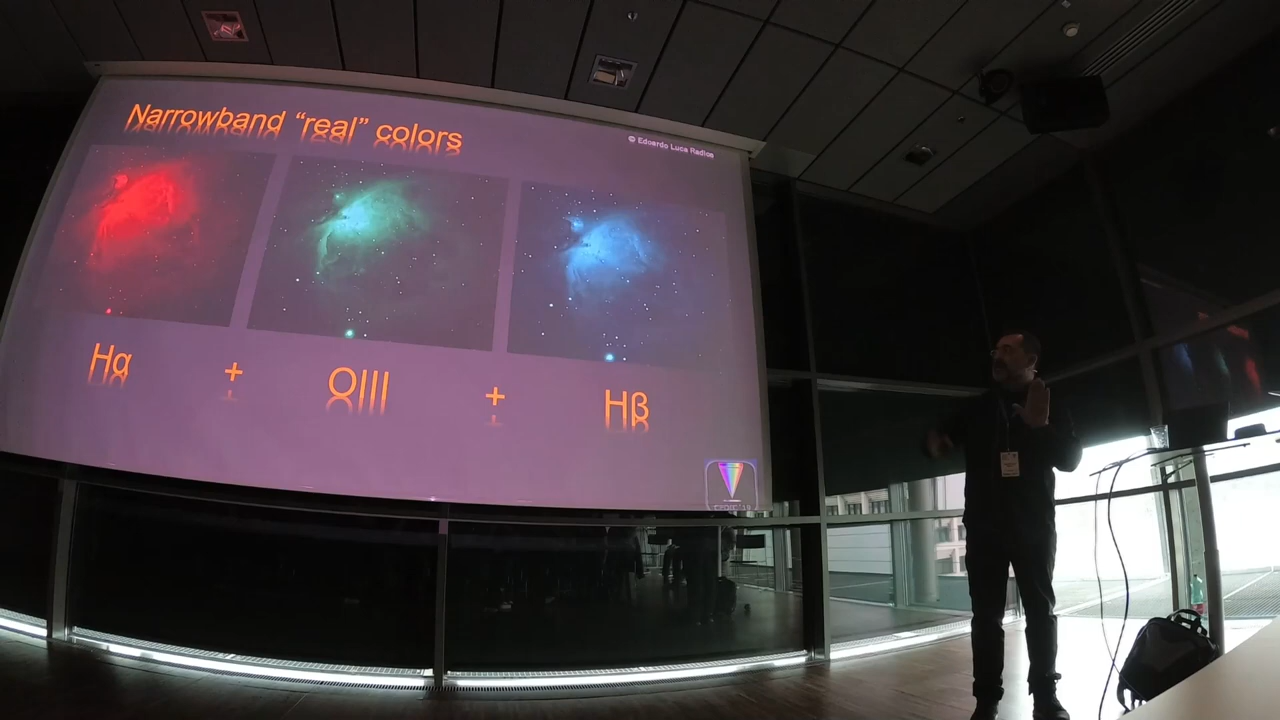 Narrowband “real” colors
© Edoardo Luca Radice
Hα + OIII + Hβ